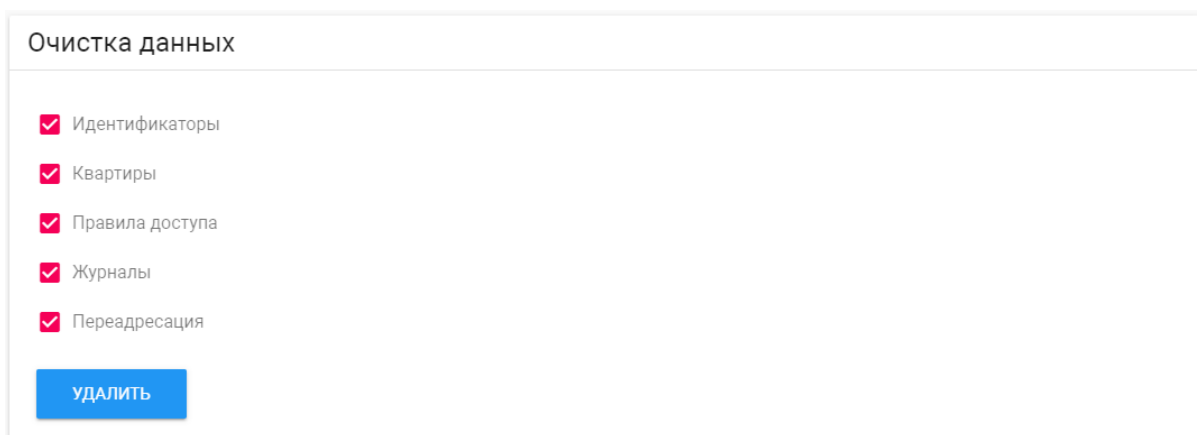 Очистка данных
Идентификаторы
Квартиры
Правила доступа
Журналы
Переадресация
УДАЛИТЬ